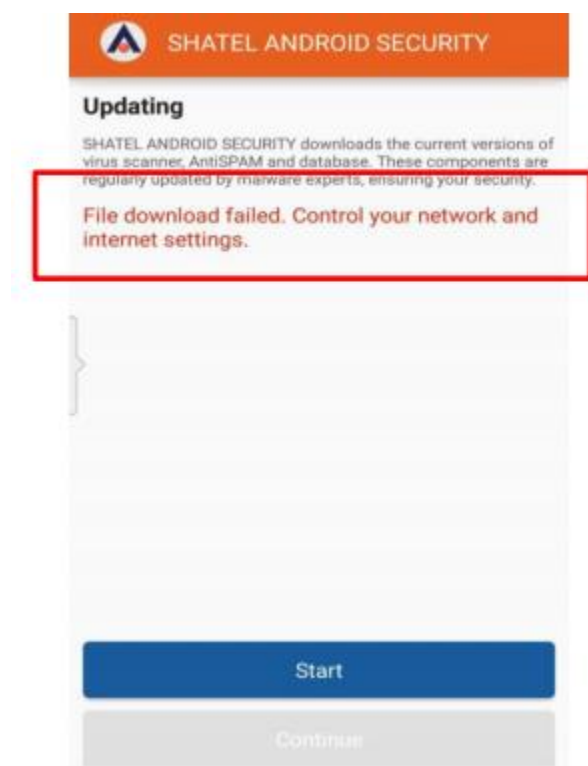 SHATEL ANDROID SECURITY
Updating
SHATEL ANDROID SECURITY downloads the current versions of
virus scanner, AntiSPAM and database. These components are
regularly updated by malware experts, ensuring your security.
File download failed. Control your network and
internet settings.
Start
Continue